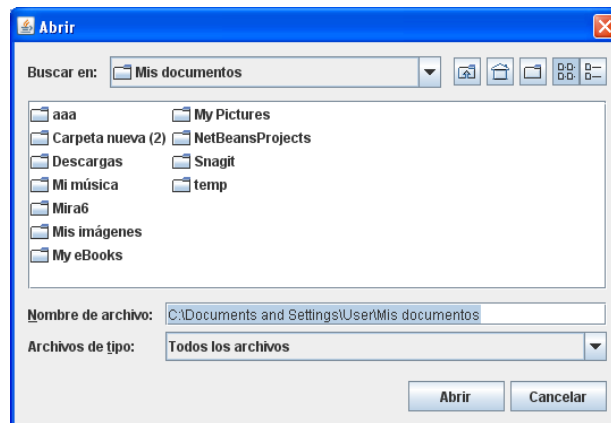 Abrir
Buscar en: Mis documentos
aaa My Pictures
Carpeta nueva (2) NetBeansProjects
Descargas Snagit
Mi música temp
Mira6
Mis imágenes
My eBooks
Nombre de archivo: C:\Documents and Settings\User\Mis documentos
Archivos de tipo: Todos los archivos
Abrir Cancelar